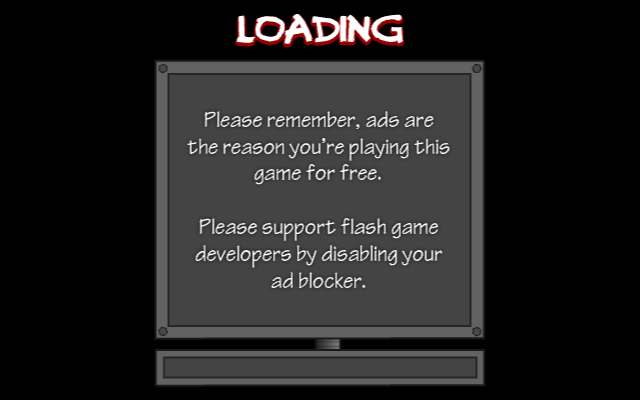 LOADING
Please remember, ads are
the reason you're playing this
game for free.
Please support flash game
developers by disabling your
ad blocker.